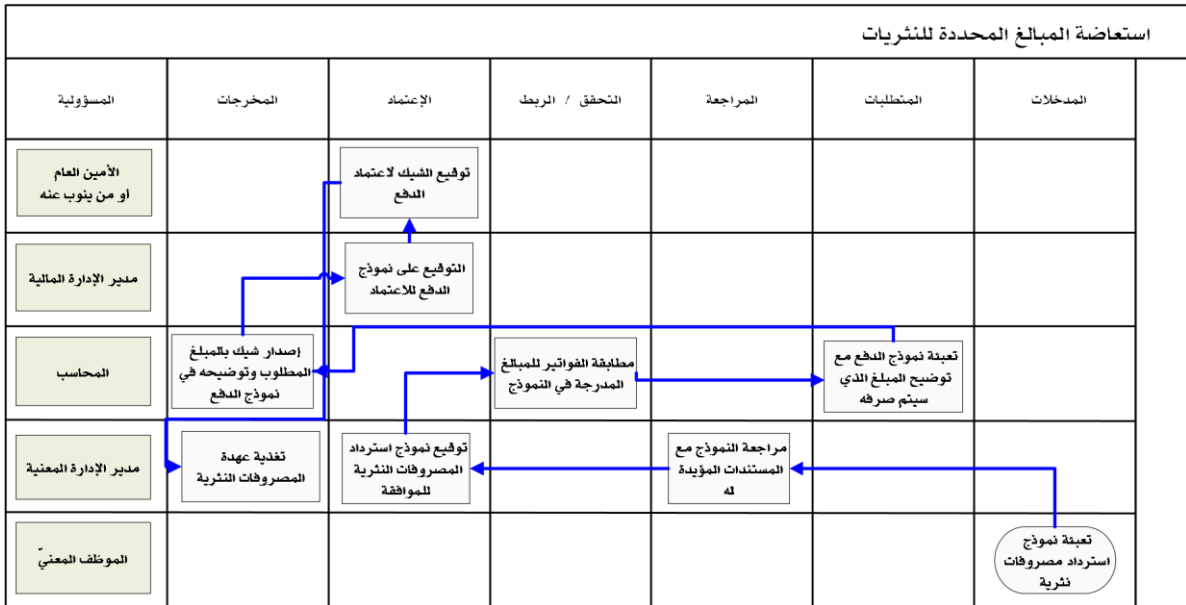 استعاضة المبالغ المحددة للنثريات
المدخلات
المتطلبات
المراجعة
التحقق / الربط
الإعتماد
المخرجات
المسؤولية
توقيع الشيك لاعتماد
الدفع
الأمين العام
او من ينوب عنه
التوقيع على نموذج
الدفع للاعتماد
مدير الإدارة المالية
تعبئة نموذج الدفع مع
توضيح المبلغ الذي
سيتم صرفه
مطابقة الفواتير للمبالغ
المدرجة في النموذج
إصدار شيك بالمبلغ
المطلوب وتوضيحه في
نموذج الدفع
المحاسب
مراجعة النموذج مع
المستندات المؤيدة
له
توقيع نموذج استرداد
المصروفات النثرية
للموافقة
تغذية عهدة
المصروفات النثرية
مدير الإدارة المعنية
تعبئة نموذج
استرداد مصروفات
نثرية
الموظف المعنيّ